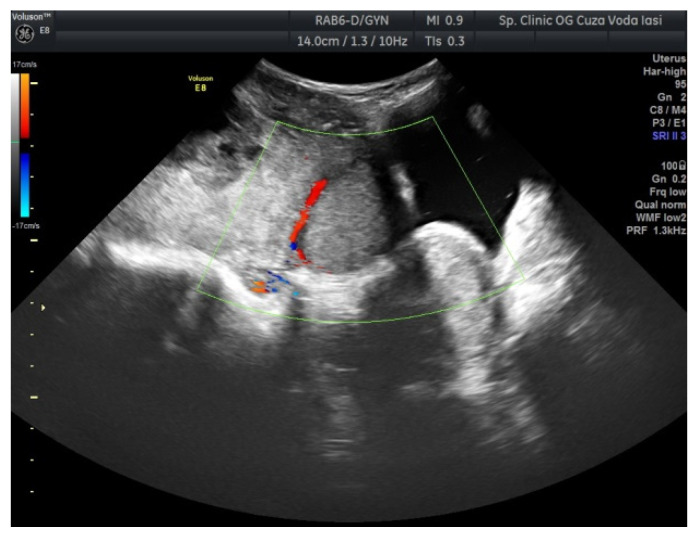 Voluson™
E8
RAB6-D/GYN
MI 0.9
Sp. Clinic OG Cuza Voda Iasi
14.0cm / 1.3 / 10Hz
TIs 0.3
17cm/s
-17cm/s
Voluson
E8
Uterus
Har-high
95
Gn 2
C8 / M4
P3 / E1
SRI II 3
100
Gn 0.2
Frq low
Qual norm
WMF low2
PRF 1.3kHz